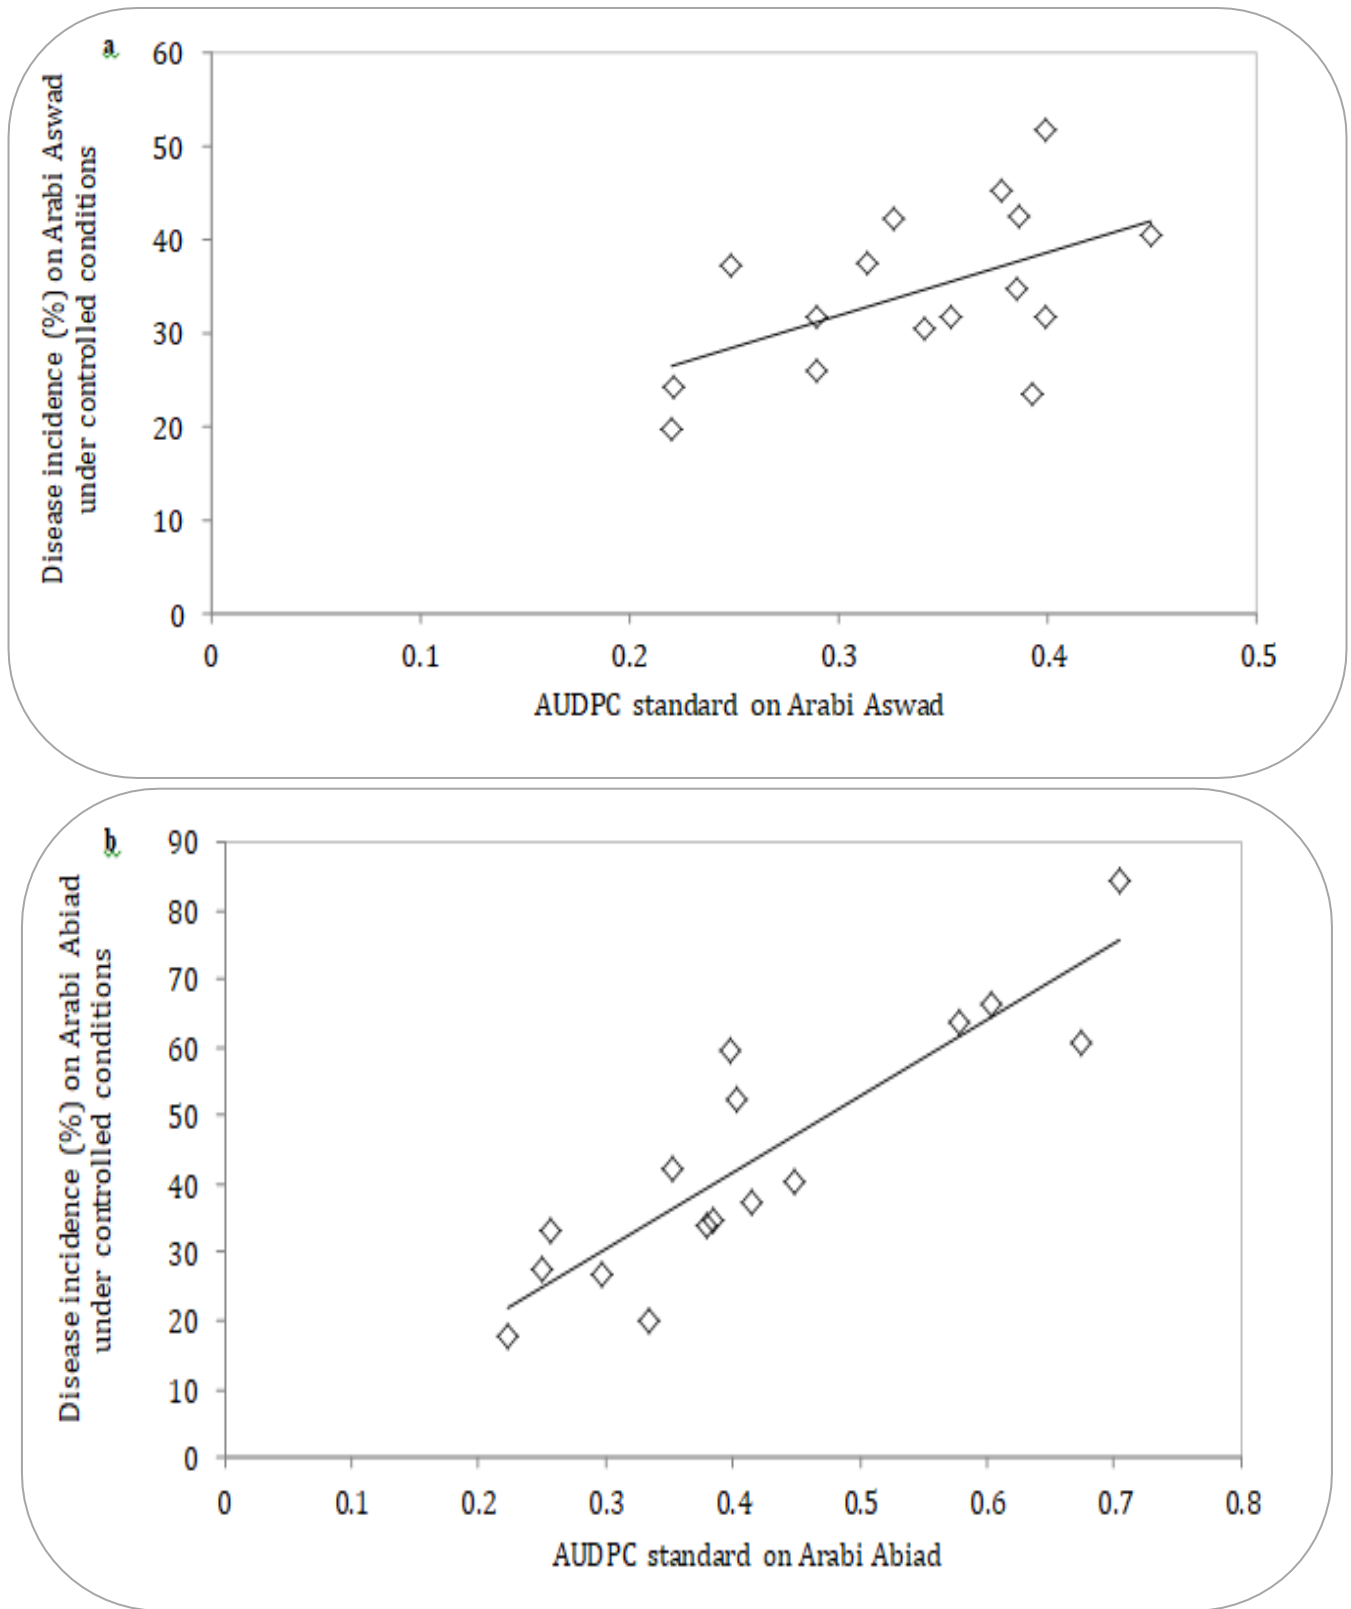 a
60
50
40
30
20
10
0
Disease incidence (%) on Arabi Aswad
under controlled conditions
0 0.1 0.2 0.3 0.4 0.5
AUDPC standard on Arabi Aswad
b
90
80
70
60
50
40
30
20
10
0
Disease incidence (%) on Arabi Abiad
under controlled conditions
0 0.1 0.2 0.3 0.4 0.5 0.6 0.7 0.8
AUDPC standard on Arabi Abiad